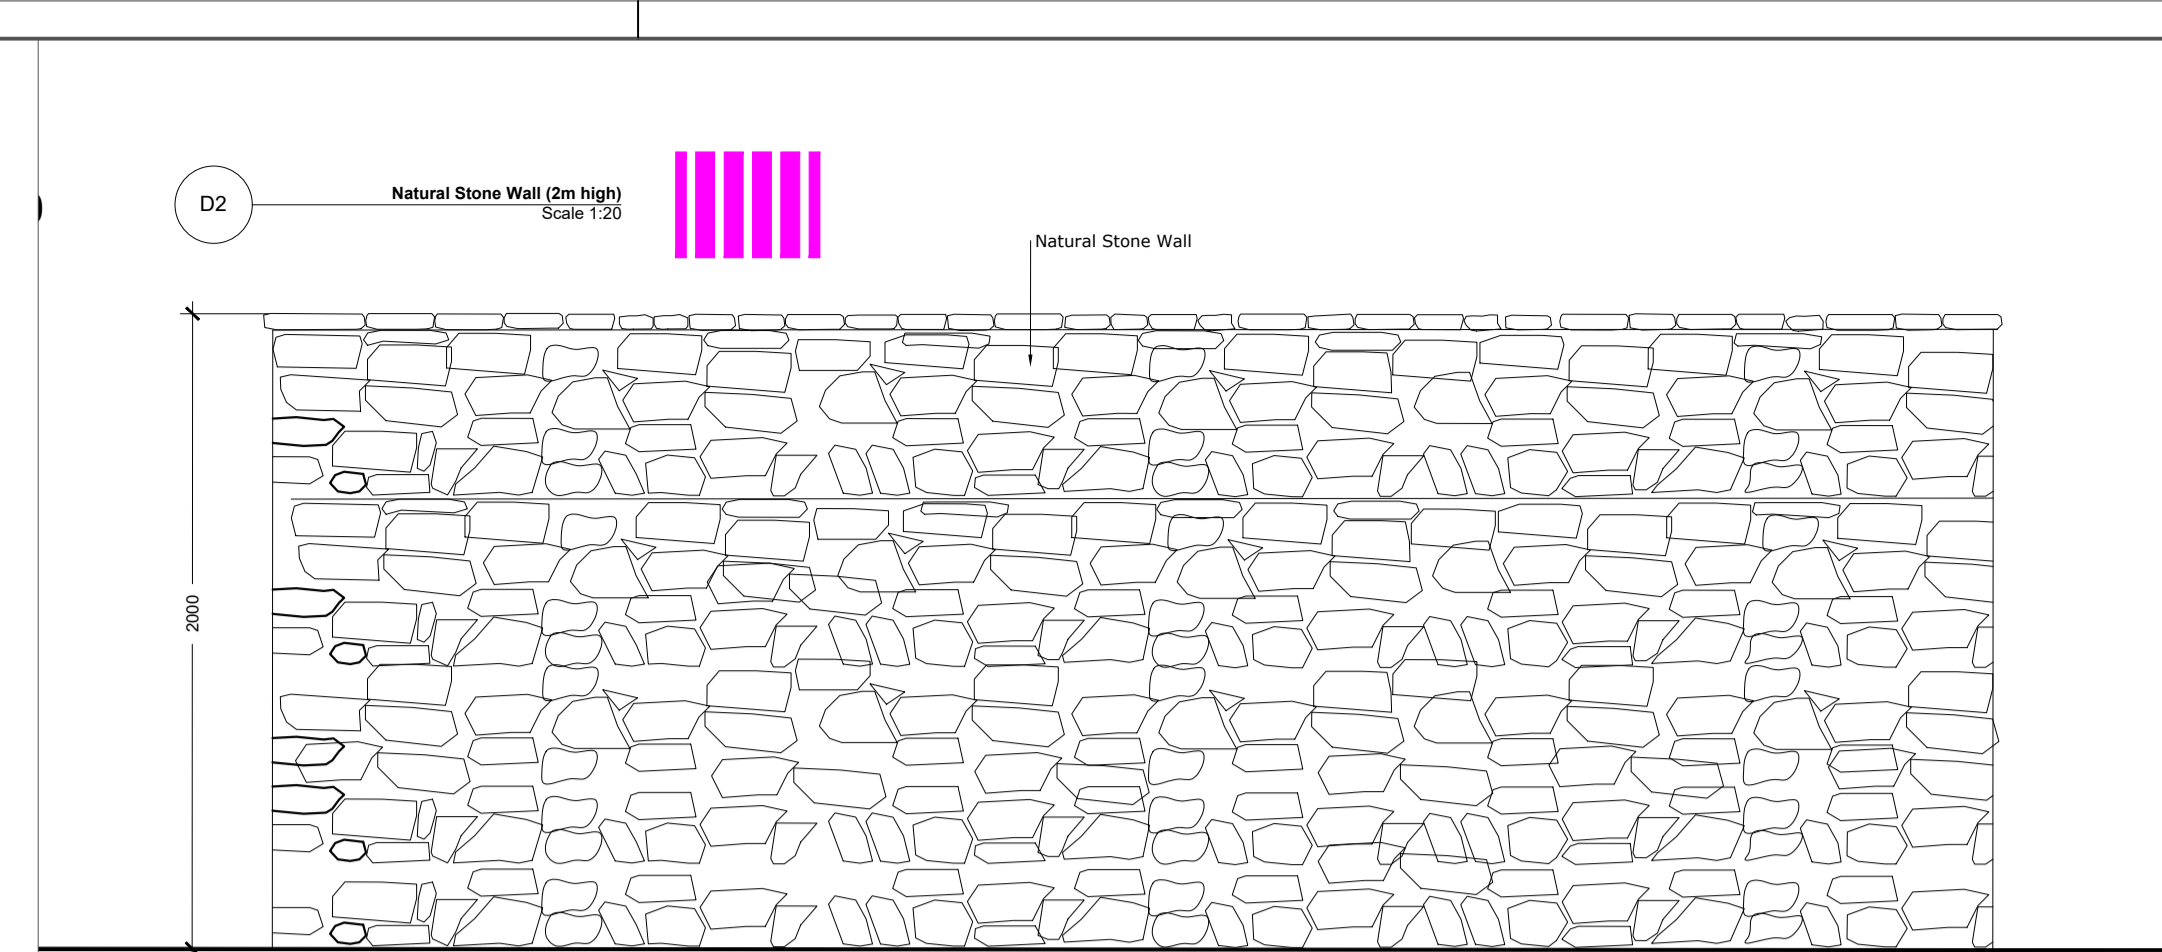 D2
Natural Stone Wall (2m high)
Scale 1:20
Natural Stone Wall
2000